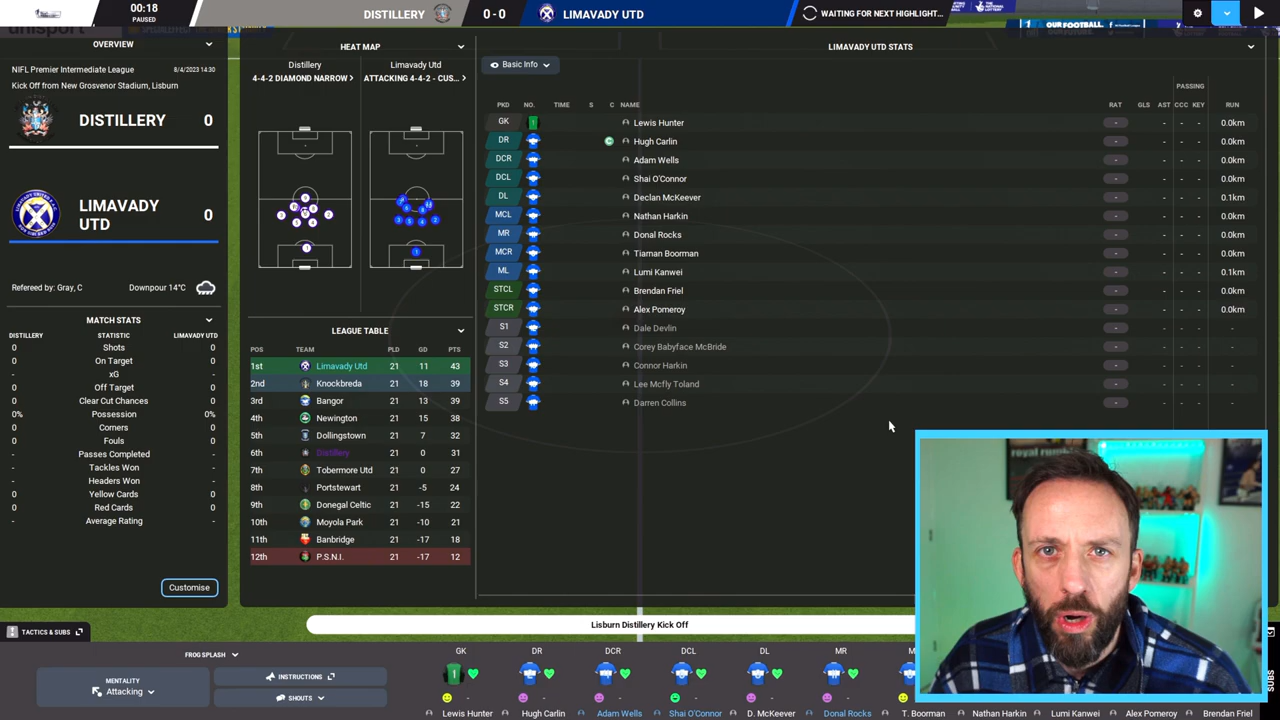 00:18
PAUSED
DISTILLERY
0 - 0
LIMAVADY UTD
WAITING FOR NEXT HIGHLIGHT...
THE NATIONAL LOTTERY
OUR FOOTBALL.
OVERVIEW
NIFL Premier Intermediate League
8/4/2023 14:30
Kick Off from New Grosvenor Stadium, Lisburn
DISTILLERY 0
LIMAVADY UTD 0
Refereed by: Gray, C
Downpour 14°C
MATCH STATS
DISTILLERY STATISTIC LIMAVADY UTD
0 Shots 0
0 On Target 0
- xG -
0 Off Target 0
0 Clear Cut Chances 0
0% Possession 0%
0 Corners 0
0 Fouls 0
- Passes Completed -
- Tackles Won -
- Headers Won -
0 Yellow Cards 0
0 Red Cards 0
- Average Rating -
Customise
HEAT MAP
Distillery
4-4-2 DIAMOND NARROW
Limavady Utd
ATTACKING 4-4-2 - CUS...
LEAGUE TABLE
POS TEAM PLD GD PTS
1st Limavady Utd 21 11 43
2nd Knockbreda 21 18 39
3rd Bangor 21 13 39
4th Newington 21 15 38
5th Dollingstown 21 7 32
6th Distillery 21 0 31
7th Tobermore Utd 21 0 27
8th Portstewart 21 -5 24
9th Donegal Celtic 21 -15 22
10th Moyola Park 21 -10 21
11th Banbridge 21 -17 18
12th P.S.N.I. 21 -17 12
LIMAVADY UTD STATS
Basic Info
PASSING
PKD NO. TIME S C NAME RAT GLS AST CCC KEY RUN
GK 1 Lewis Hunter - - - - - 0.0km
DR C Hugh Carlin - - - - - 0.0km
DCR Adam Wells - - - - - 0.0km
DCL Shai O'Connor - - - - - 0.0km
DL Declan McKeever - - - - - 0.1km
MCL Nathan Harkin - - - - - 0.0km
MR Donal Rocks - - - - - 0.0km
MCR Tiarnan Boorman - - - - - 0.0km
ML Lumi Kanwei - - - - - 0.1km
STCL Brendan Friel - - - - - 0.0km
STCR Alex Pomeroy - - - - - 0.0km
S1 Dale Devlin - - - - - -
S2 Corey Babyface McBride - - - - - -
S3 Connor Harkin - - - - - -
S4 Lee Mcfly Toland - - - - - -
S5 Darren Collins - - - - - -
Lisburn Distillery Kick Off
TACTICS & SUBS
FROG SPLASH
MENTALITY
Attacking
INSTRUCTIONS
SHOUTS
GK DR DCR DCL DL MR
Lewis Hunter Hugh Carlin Adam Wells Shai O'Connor D. McKeever Donal Rocks T. Boorman Nathan Harkin Lumi Kanwei Alex Pomeroy Brendan Friel
SUBS